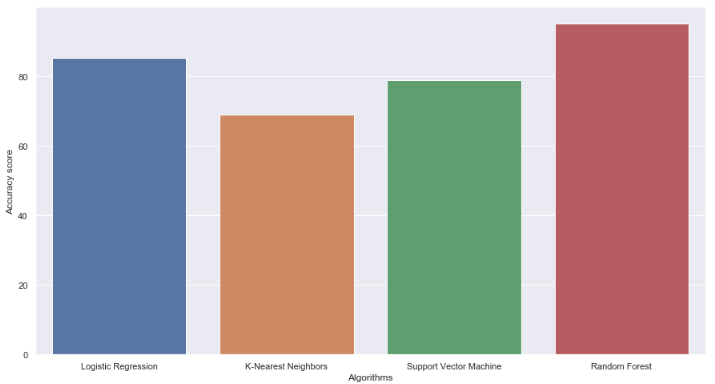 Accuracy score
80
60
40
20
0
Logistic Regression
K-Nearest Neighbors
Support Vector Machine
Random Forest
Algorithms